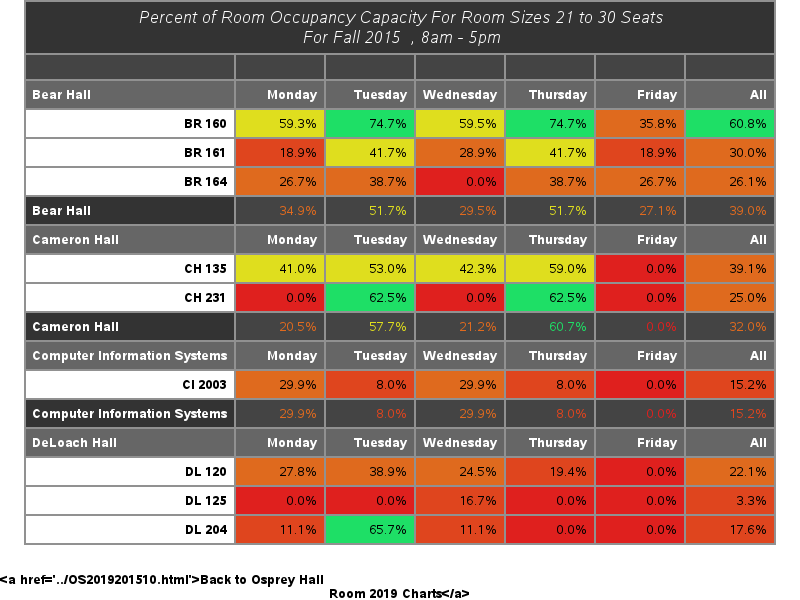 Percent of Room Occupancy Capacity For Room Sizes 21 to 30 Seats
For Fall 2015 , 8am - 5pm
Bear Hall Monday Tuesday Wednesday Thursday Friday All
BR 160 59.3% 74.7% 59.5% 74.7% 35.8% 60.8%
BR 161 18.9% 41.7% 28.9% 41.7% 18.9% 30.0%
BR 164 26.7% 38.7% 0.0% 38.7% 26.7% 26.1%
Bear Hall 34.9% 51.7% 29.5% 51.7% 27.1% 39.0%
Cameron Hall Monday Tuesday Wednesday Thursday Friday All
CH 135 41.0% 53.0% 42.3% 59.0% 0.0% 39.1%
CH 231 0.0% 62.5% 0.0% 62.5% 0.0% 25.0%
Cameron Hall 20.5% 57.7% 21.2% 60.7% 0.0% 32.0%
Computer Information Systems Monday Tuesday Wednesday Thursday Friday All
CI 2003 29.9% 8.0% 29.9% 8.0% 0.0% 15.2%
Computer Information Systems 29.9% 8.0% 29.9% 8.0% 0.0% 15.2%
DeLoach Hall Monday Tuesday Wednesday Thursday Friday All
DL 120 27.8% 38.9% 24.5% 19.4% 0.0% 22.1%
DL 125 0.0% 0.0% 16.7% 0.0% 0.0% 3.3%
DL 204 11.1% 65.7% 11.1% 0.0% 0.0% 17.6%
<a href='../OS2019201510.html'>Back to Osprey Hall
Room 2019 Charts</a>